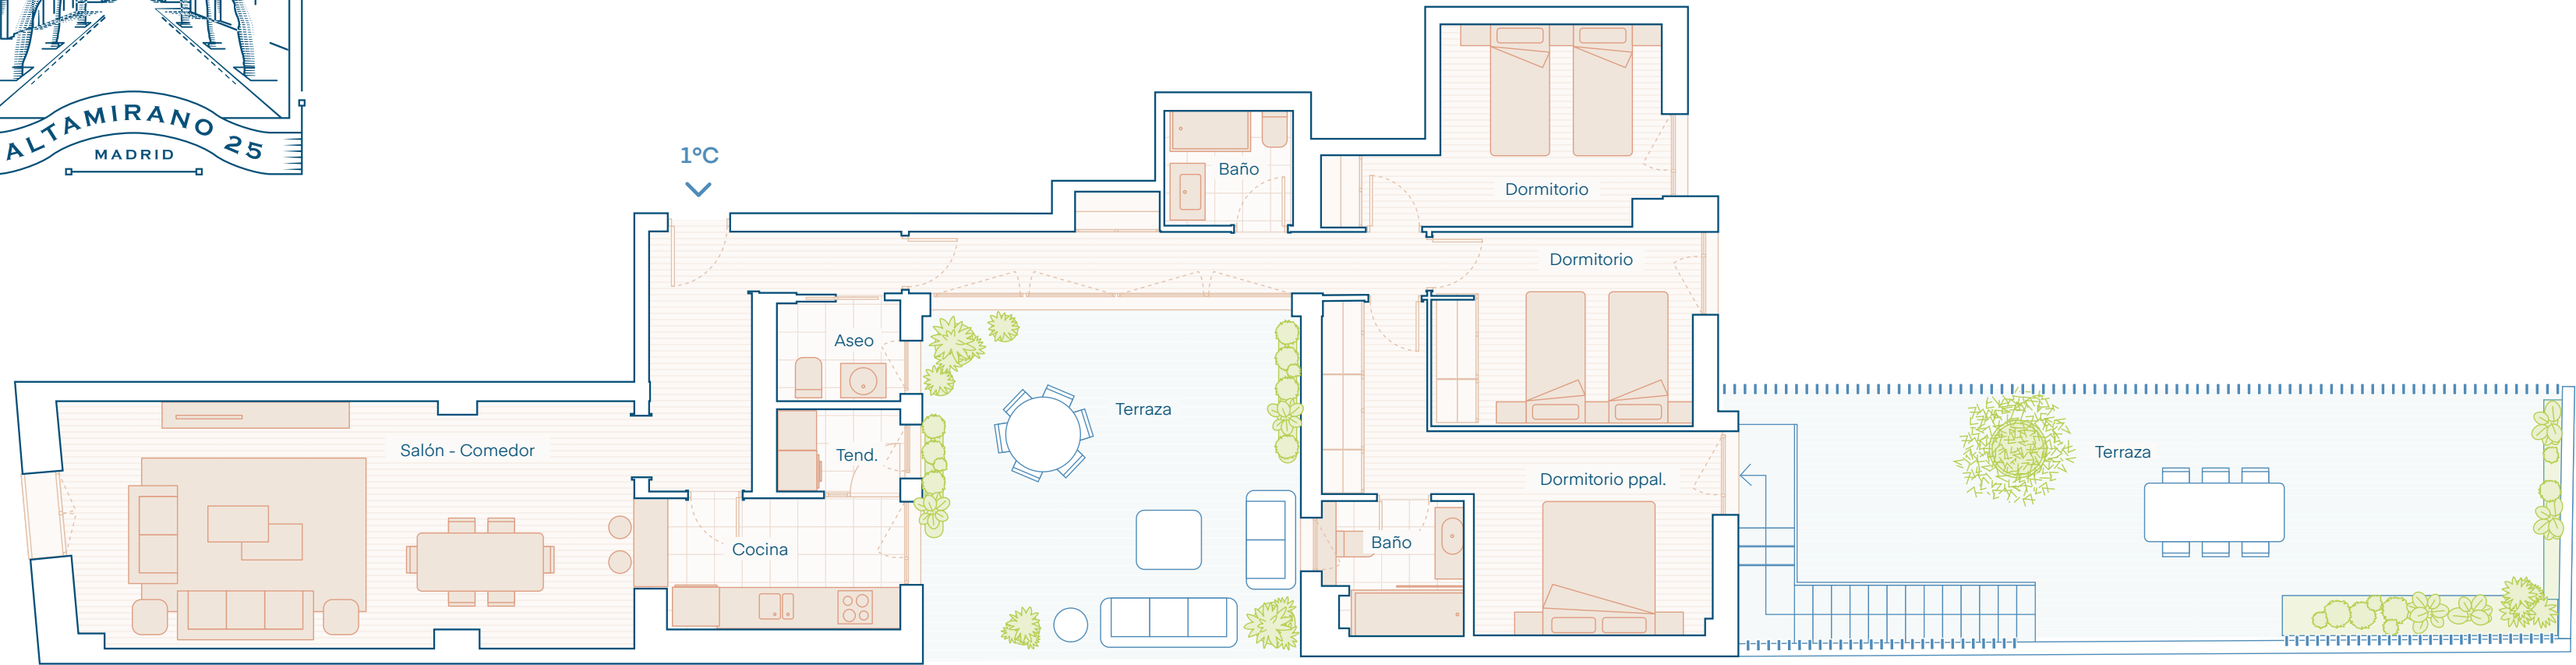 ALTAMIRANO 25
MADRID
1ºC
Baño
Dormitorio
Dormitorio
Aseo
Terraza
Salón - Comedor
Tend.
Terraza
Dormitorio ppal.
Cocina
Baño